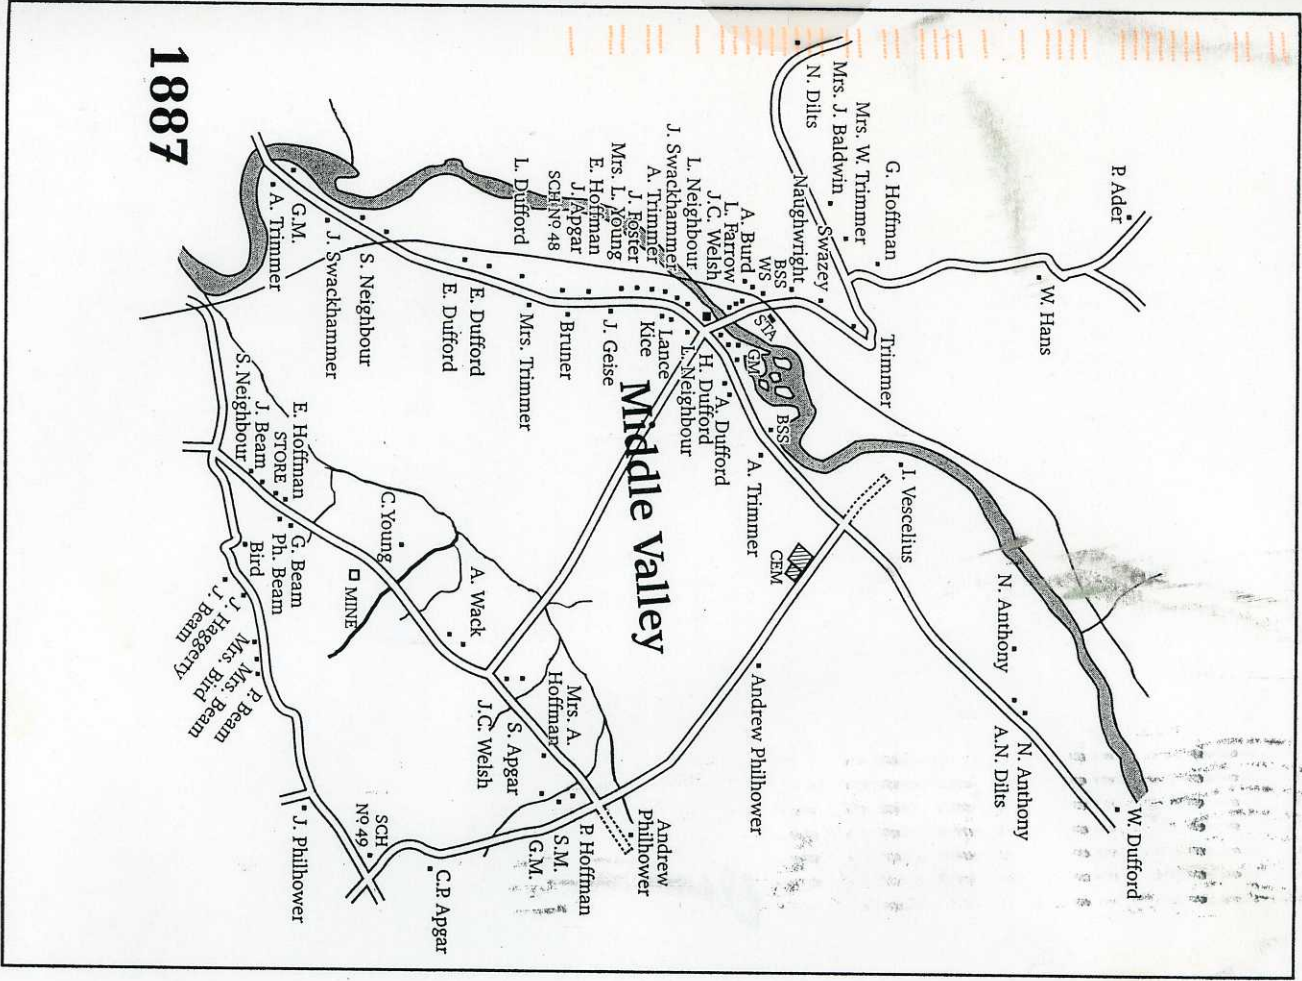 P. Ader
W. Hans
G. Hoffman
Mrs. W. Trimmer
Mrs. J. Baldwin
N. Dilts
Trimmer
Swazey
Naughwright
BSS
WS
A. Burd
L. Farrow
J.C. Welsh
L. Neighbour
J. Swackhammer
A. Trimmer
J. Foster
Mrs. L. Young
E. Hoffman
J. Apgar
SCH Nº 48
L. Dufford
STA
GM
BSS
I. Vescelius
N. Anthony
N. Anthony
A.N. Dilts
W. Dufford
A. Dufford
H. Dufford
L. Neighbour
Lance
Kice
J. Geise
Bruner
Mrs. Trimmer
E. Dufford
E. Dufford
S. Neighbour
J. Swackhammer
G.M.
A. Trimmer
A. Trimmer
CEM
Andrew Philhower
Middle Valley
Andrew
Philhower
P. Hoffman
S.M.
G.M.
Mrs. A.
Hoffman
S. Apgar
J.C. Welsh
A. Wack
C. Young
MINE
E. Hoffman
STORE
J. Beam
S. Neighbour
G. Beam
Ph. Beam
Bird
J. Haggerty
J. Beam
P. Beam
Mrs. Beam
Mrs. Bird
C.P. Apgar
SCH
Nº 49
J. Philhower
1887